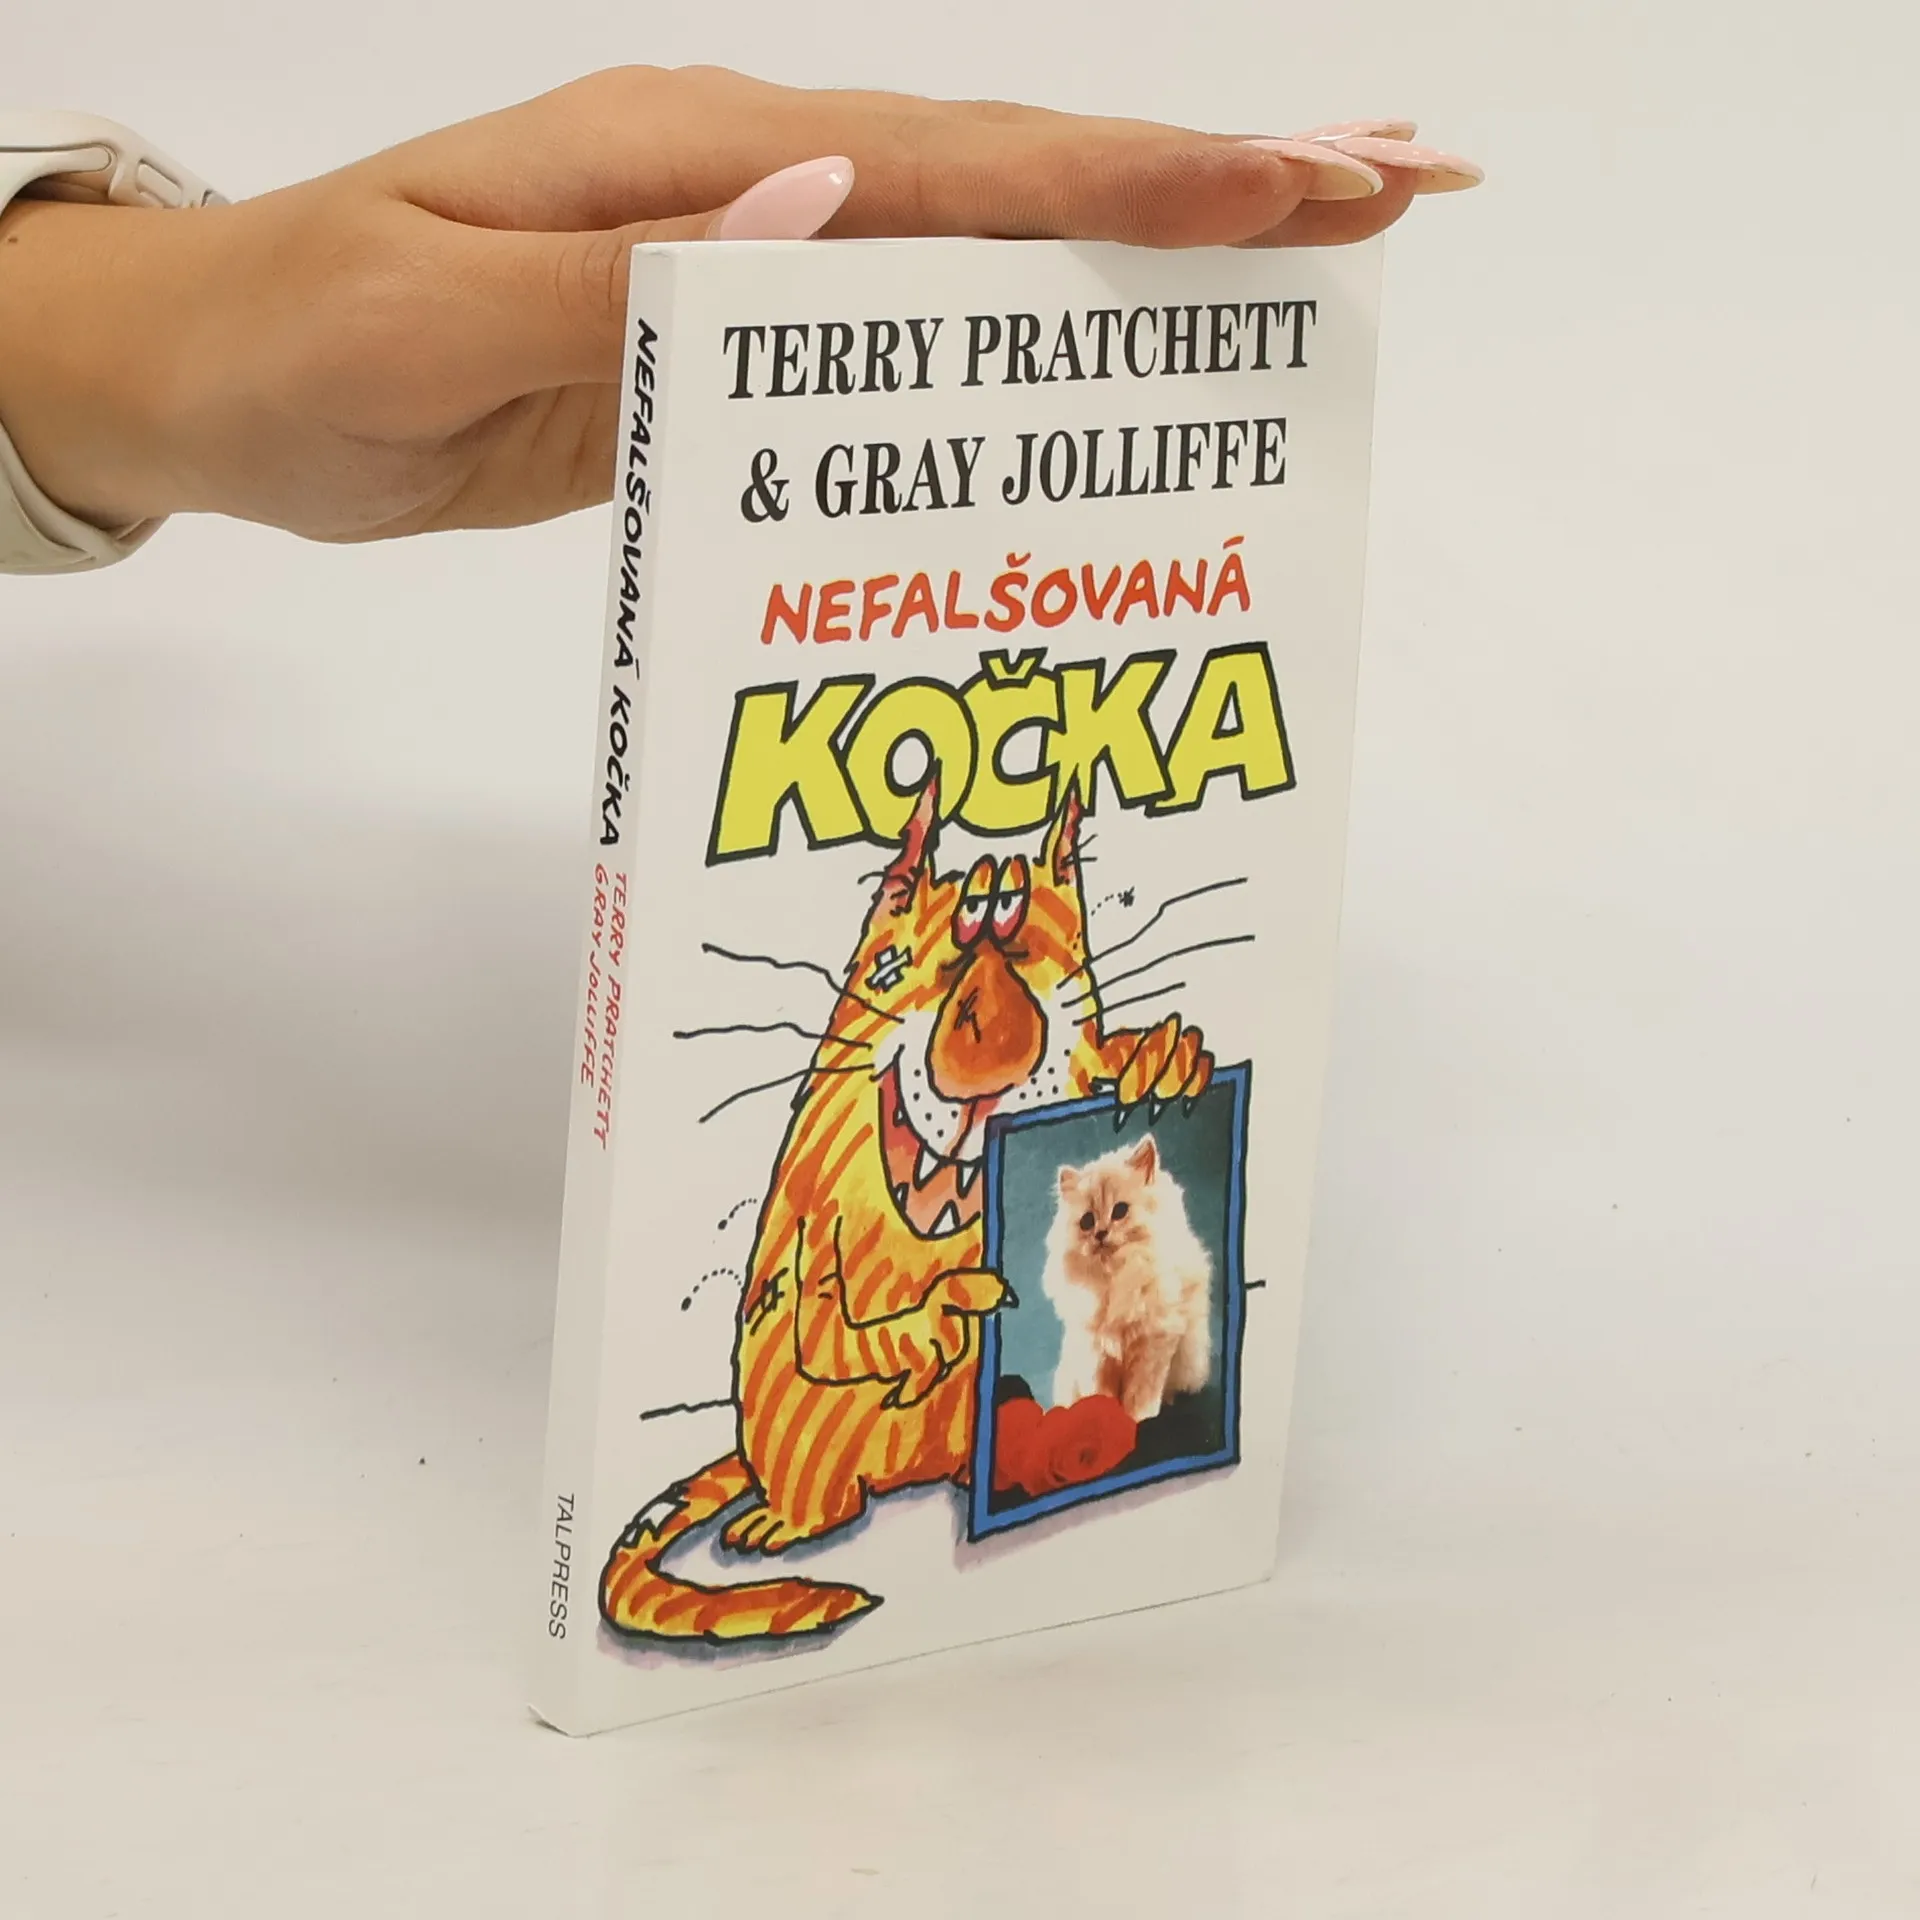 TERRY PRATCHETT
& GRAY JOLLIFFE
NEFALŠOVANÁ
KOČKA
NEFALŠOVANÁ KOČKA
TERRY PRATCHETT
GRAY JOLLIFFE
TALPRESS